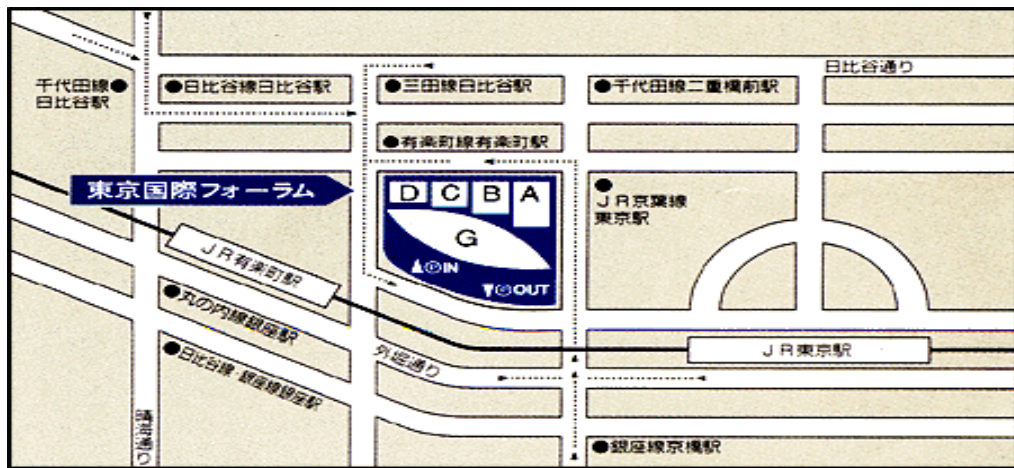 日比谷通り
千代田線●
日比谷駅
●日比谷線日比谷駅
●三田線日比谷駅
●千代田線二重橋前駅
●有楽町線有楽町駅
東京国際フォーラム
D C B A
G
▲ⓅIN
▼ⓅOUT
●
JR京葉線
東京駅
JR有楽町駅
●丸の内線銀座駅
●日比谷線 銀座線銀座駅
外堀通り
JR東京駅
晴海通り
●銀座線京橋駅